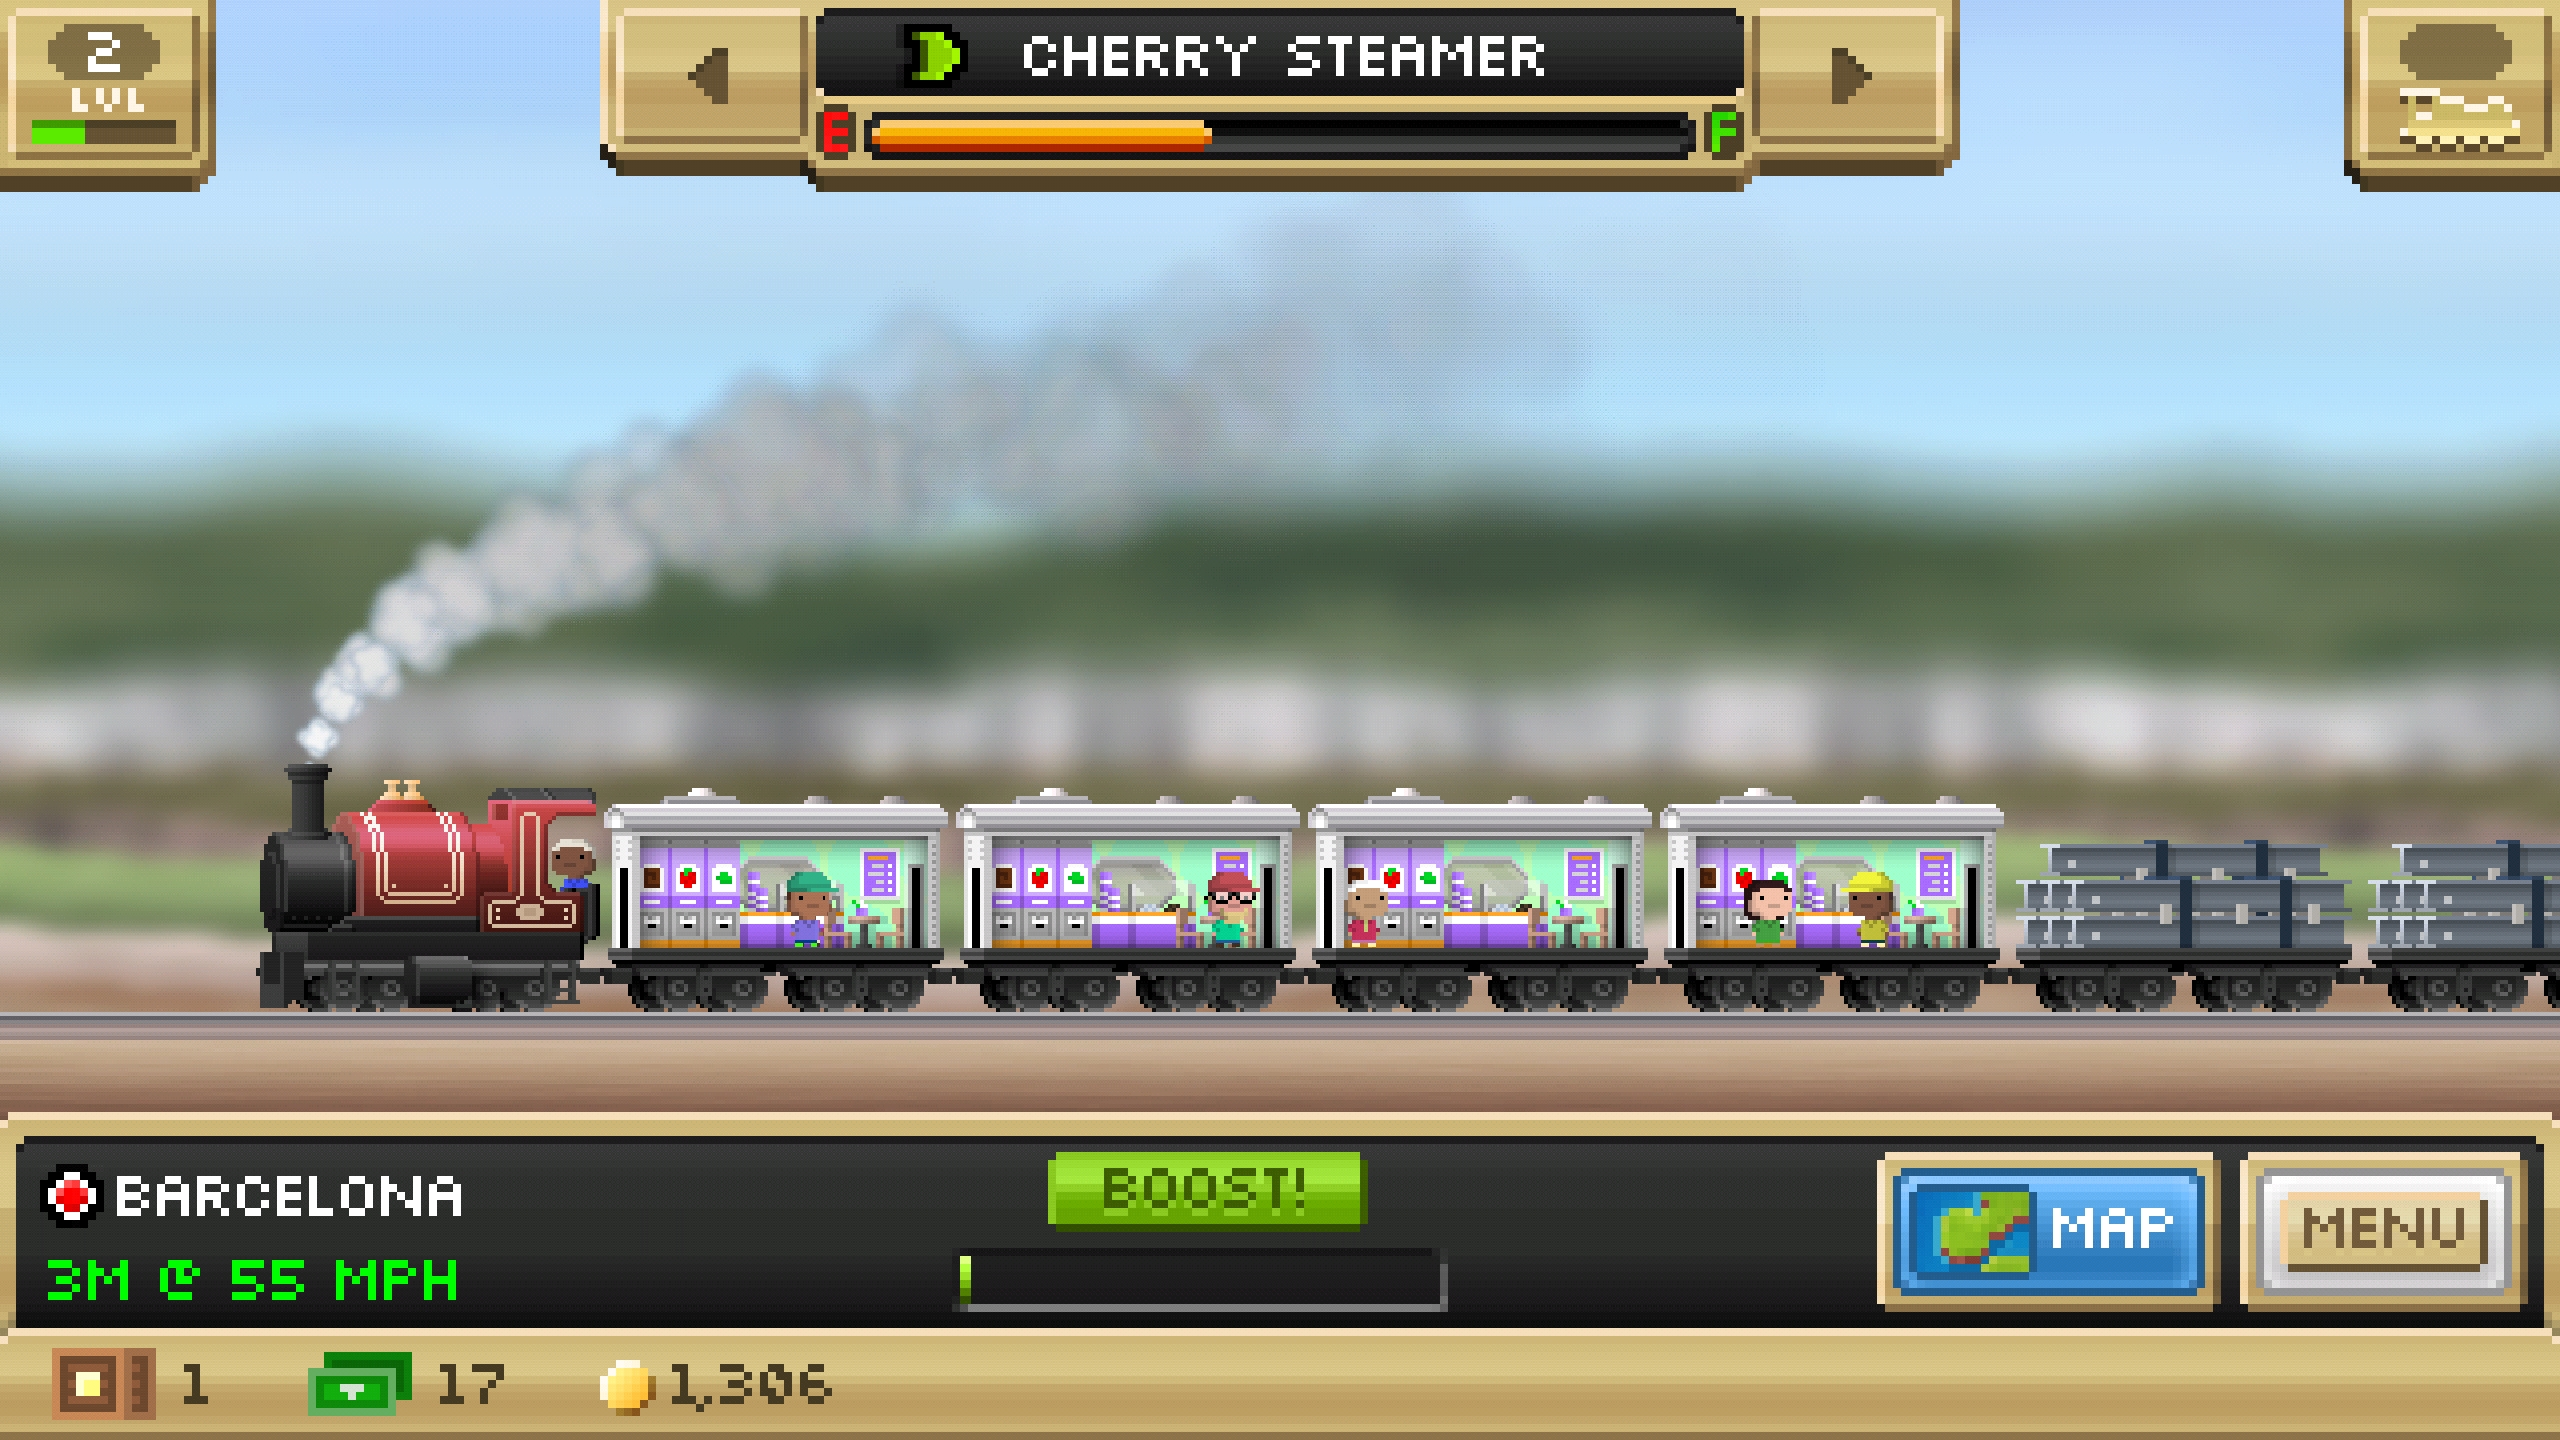 2
LVL
CHERRY STEAMER
E F
BARCELONA
3M @ 55 MPH
BOOST!
MAP
MENU
1 17 1,306